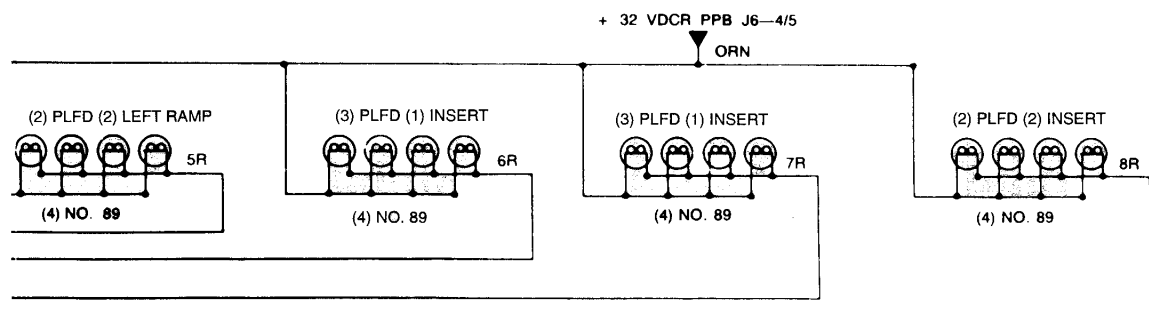 + 32 VDCR PPB J6—4/5
ORN
(2) PLFD (2) LEFT RAMP
(3) PLFD (1) INSERT
(3) PLFD (1) INSERT
(2) PLFD (2) INSERT
5R
6R
7R
8R
(4) NO. 89
(4) NO. 89
(4) NO. 89
(4) NO. 89